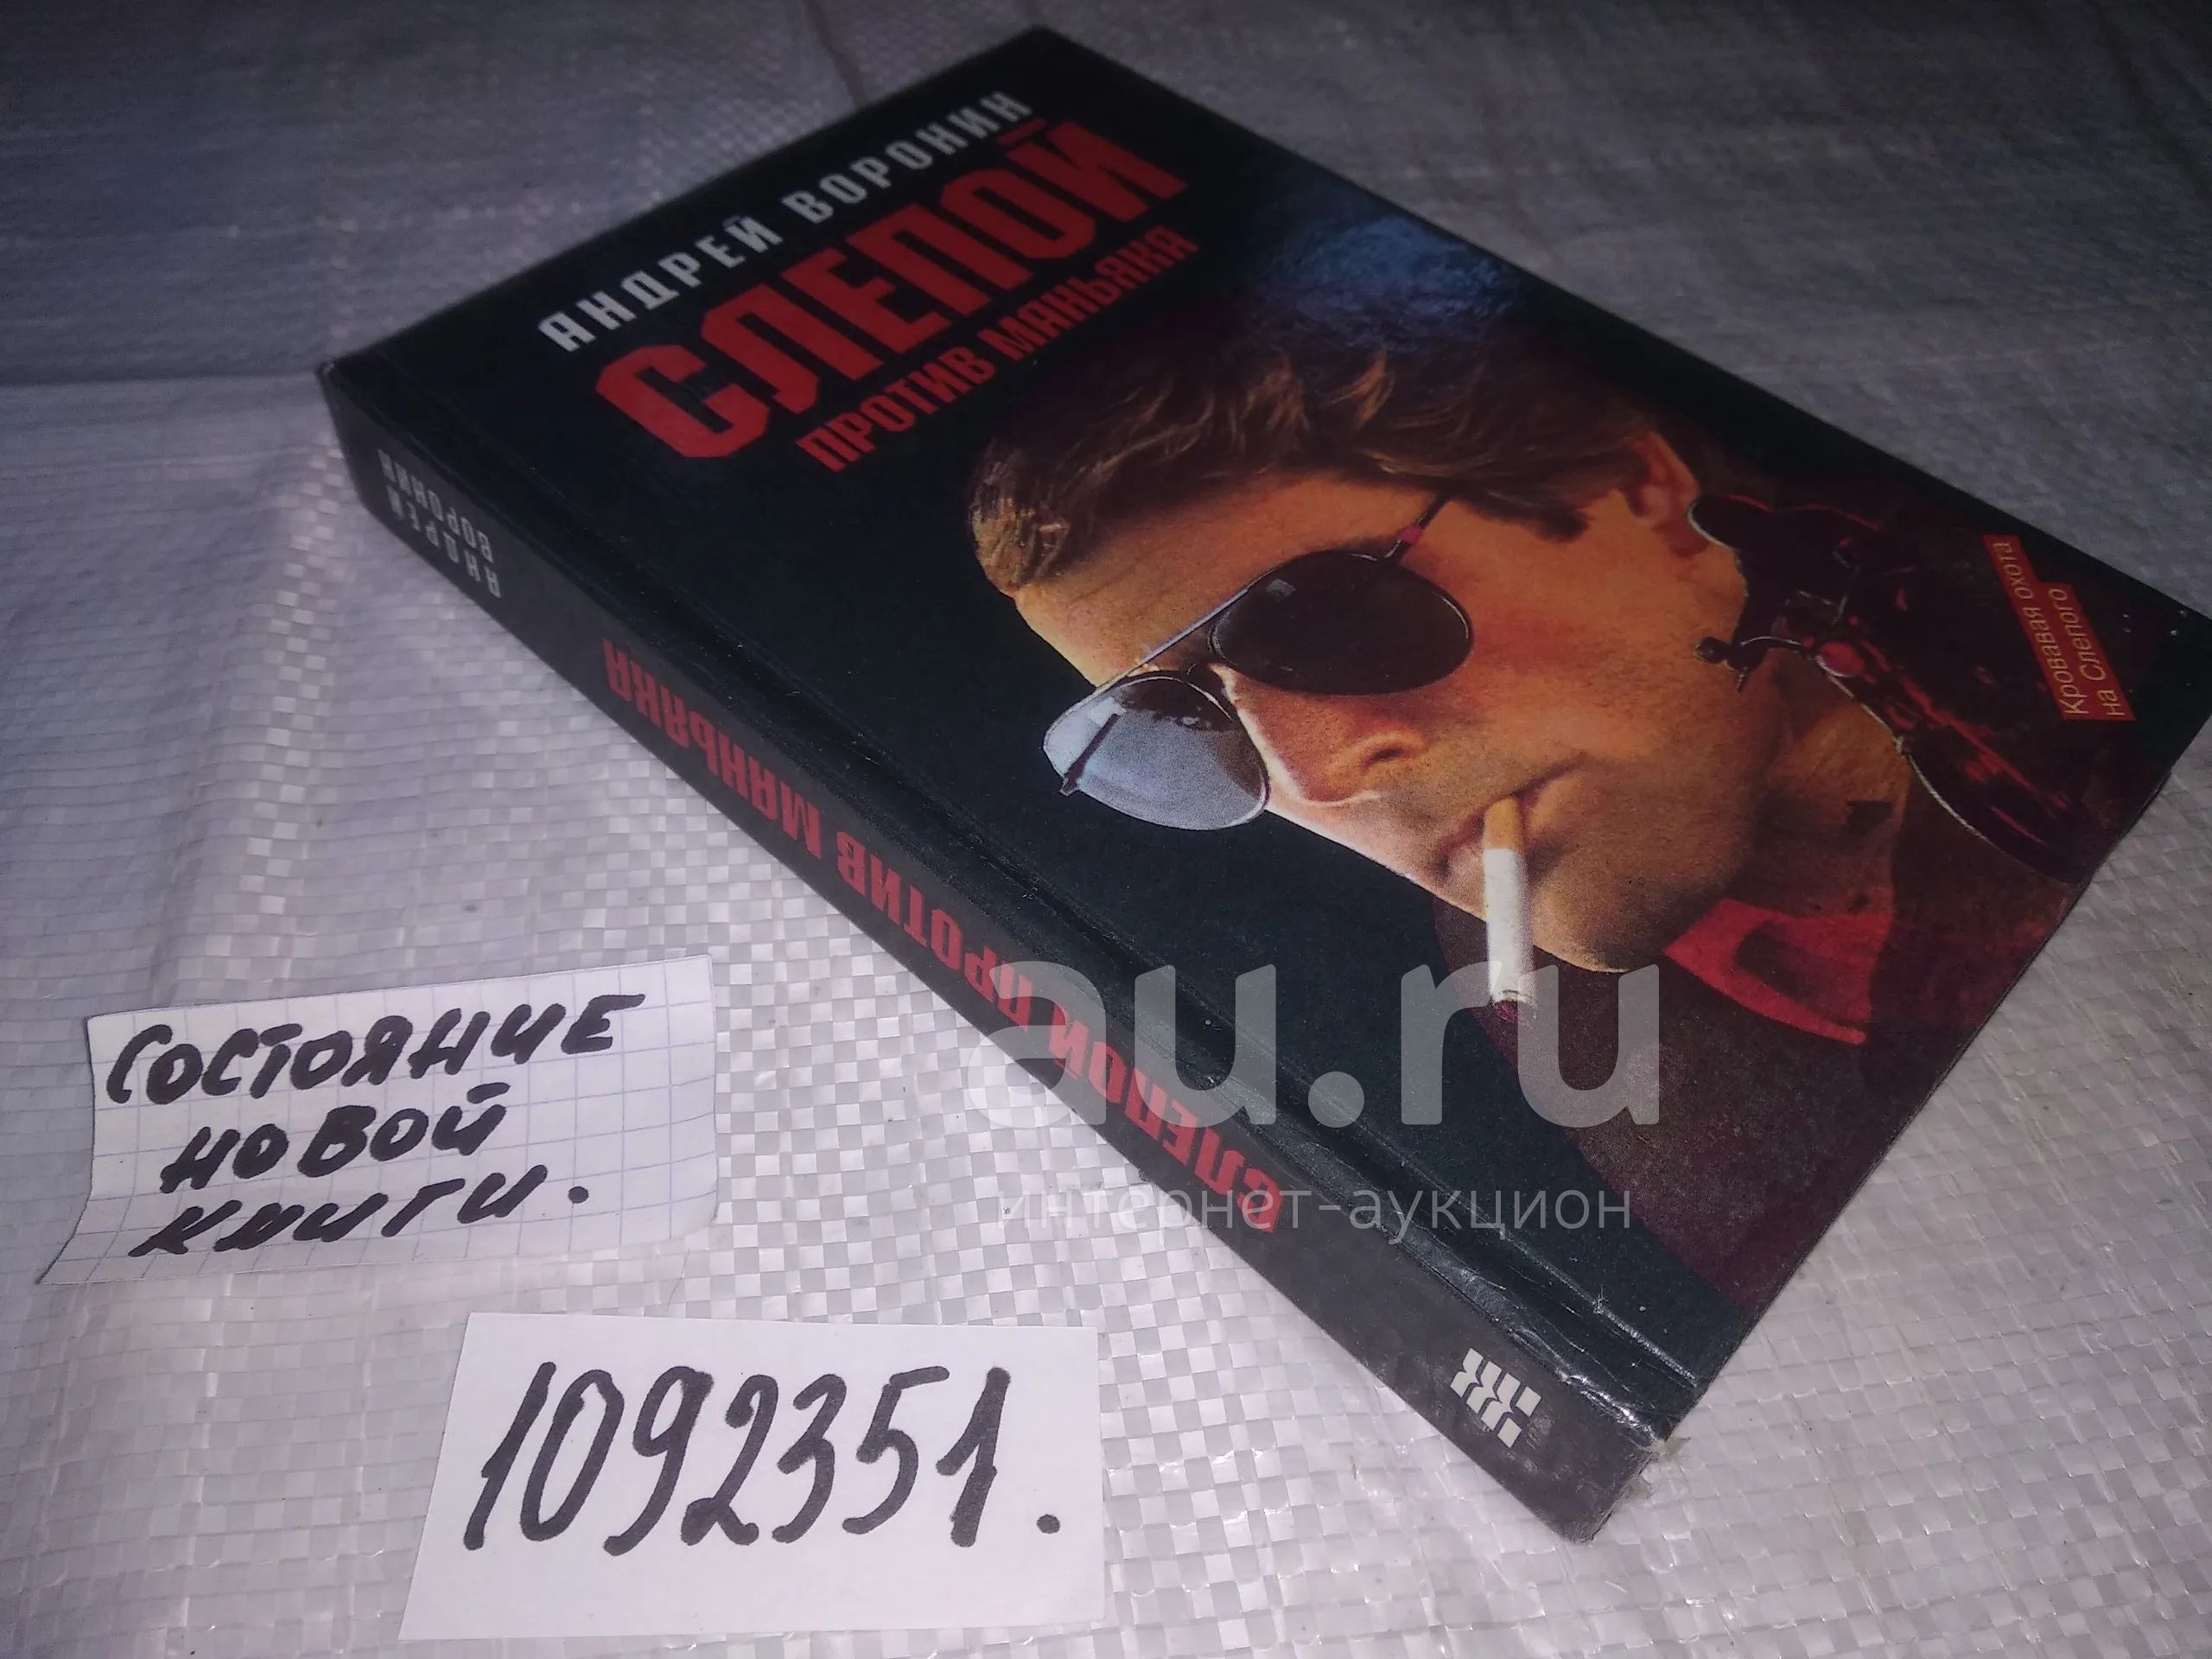 АНДРЕЙ ВОРОНИН
СЛЕПОЙ
ПРОТИВ МАНЬЯКА
Кровавая охота
на Слепого
АНДРЕЙ
ВОРОНИН
СЛЕПОЙ ПРОТИВ МАНЬЯКА
СОСТОЯНИЕ
НОВОЙ
КНИГИ.
1092351.
au.ru
интернет-аукцион